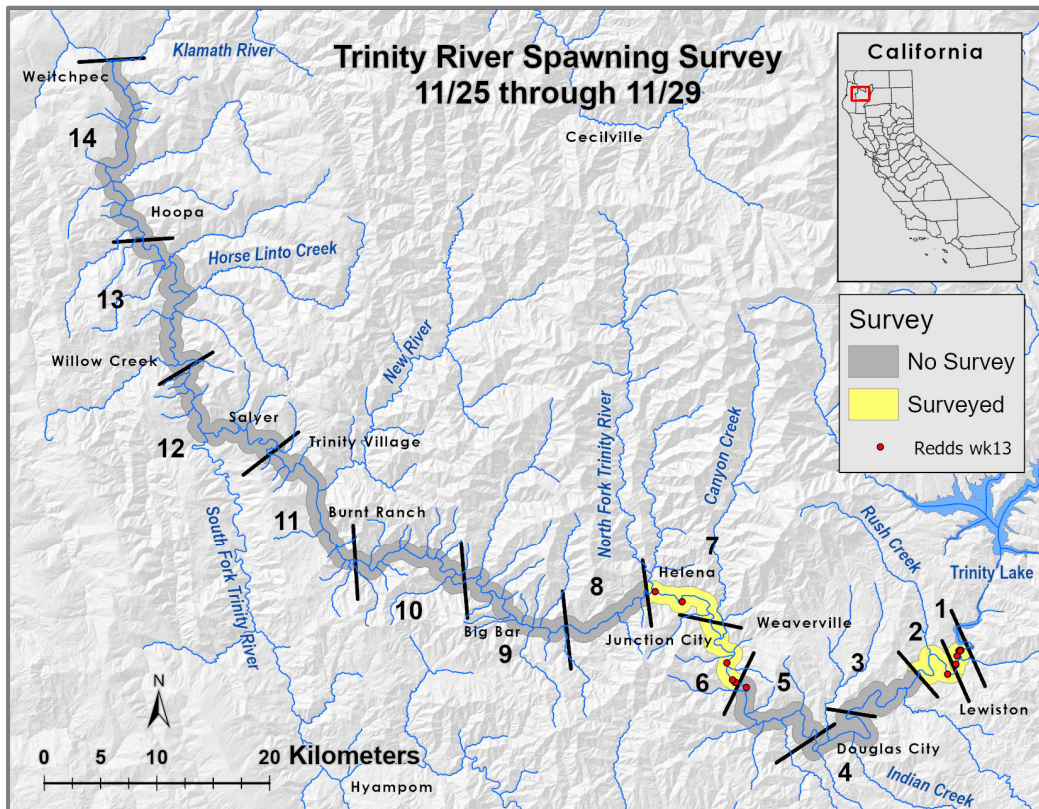 Trinity River Spawning Survey
11/25 through 11/29
Klamath River
Weitchpec
Cecilville
14
Hoopa
Horse Linto Creek
13
Willow Creek
New River
Salyer
12
Trinity Village
South Fork Trinity River
11
Burnt Ranch
10
Big Bar
9
North Fork Trinity River
8
Canyon Creek
7
Helena
Junction City
Weaverville
6
5
Rush Creek
Trinity Lake
1
2
3
Lewiston
Douglas City
4
Indian Creek
Hyampom
N
0 5 10 20 Kilometers
California
Survey
No Survey
Surveyed
Redds wk13